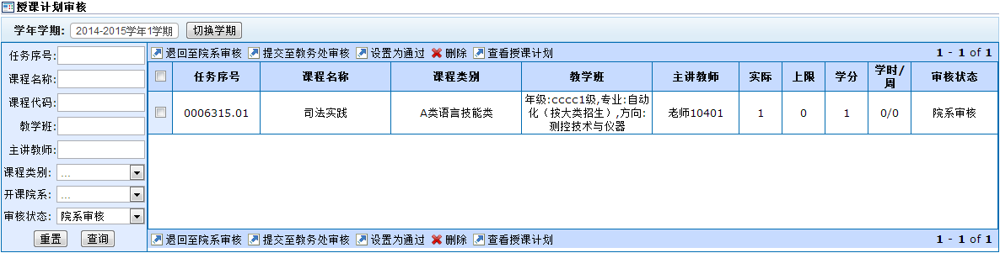 授课计划审核
学年学期: 2014-2015学年1学期 切换学期
任务序号:
课程名称:
课程代码:
教学班:
主讲教师:
课程类别: ...
开课院系: ...
审核状态: 院系审核
重置 查询
退回至院系审核 提交至教务处审核 设置为通过 删除 查看授课计划 1 - 1 of 1
任务序号 课程名称 课程类别 教学班 主讲教师 实际 上限 学分 学时/
周 审核状态
0006315.01 司法实践 A类语言技能类 年级:cccc1级,专业:自动
化（按大类招生）,方向:
测控技术与仪器 老师10401 1 0 1 0/0 院系审核
退回至院系审核 提交至教务处审核 设置为通过 删除 查看授课计划 1 - 1 of 1